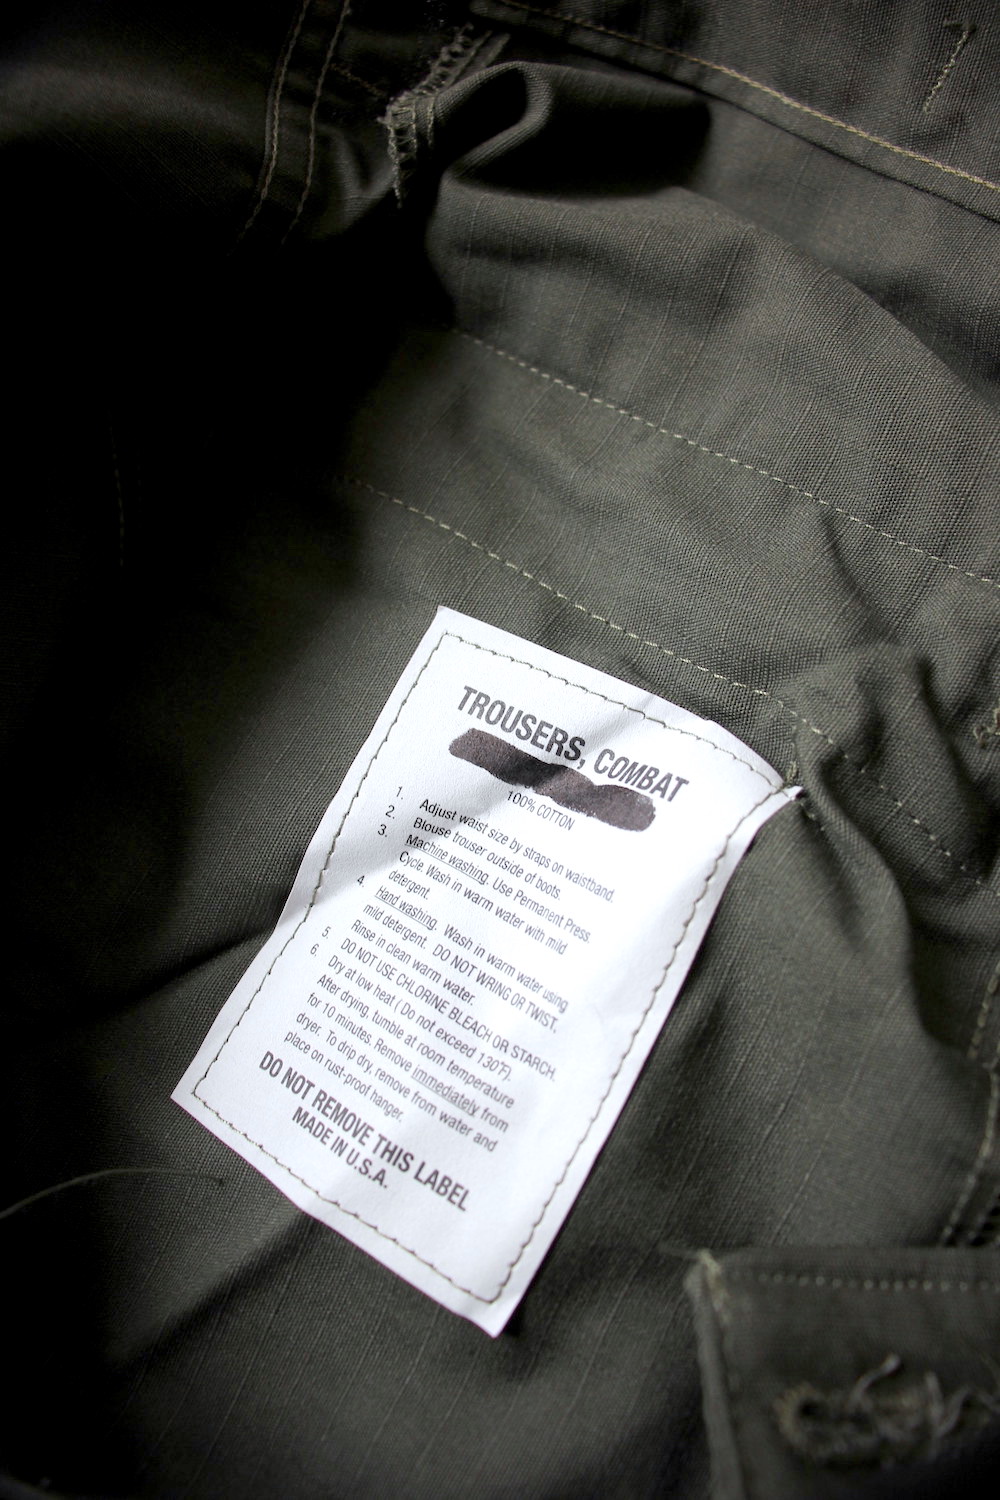 TROUSERS, COMBAT
100% COTTON
1. Adjust waist size by straps on waistband.
2. Blouse trouser outside of boots.
3. Machine washing. Use Permanent Press
Cycle. Wash in warm water with mild
detergent.
4. Hand washing. Wash in warm water using
mild detergent. DO NOT WRING OR TWIST.
Rinse in clean warm water.
5. DO NOT USE CHLORINE BLEACH OR STARCH.
6. Dry at low heat ( Do not exceed 130°F).
After drying, tumble at room temperature
for 10 minutes. Remove immediately from
dryer. To drip dry, remove from water and
place on rust-proof hanger.
DO NOT REMOVE THIS LABEL
MADE IN U.S.A.